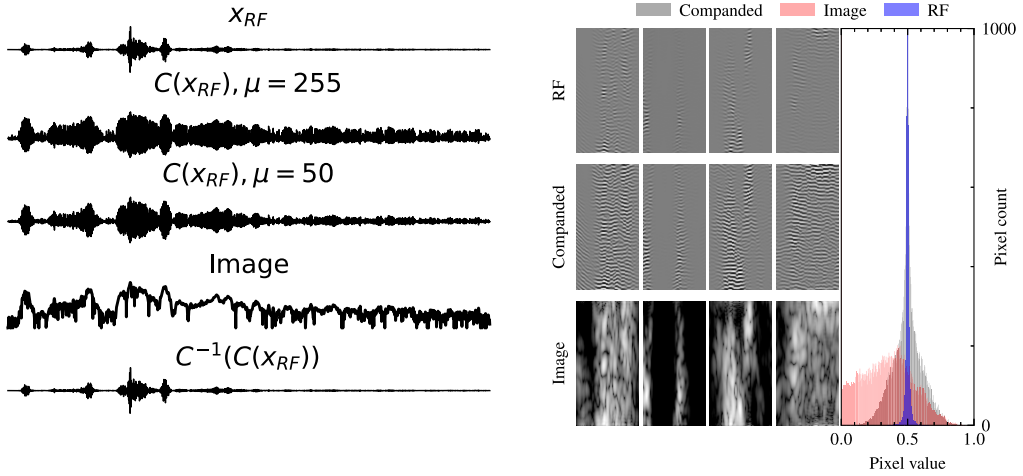 x_RF
C(x_RF), μ = 255
C(x_RF), μ = 50
Image
C⁻¹(C(x_RF))
Companded Image RF
RF
Companded
Image
1000
Pixel count
0
0.0 0.5 1.0
Pixel value